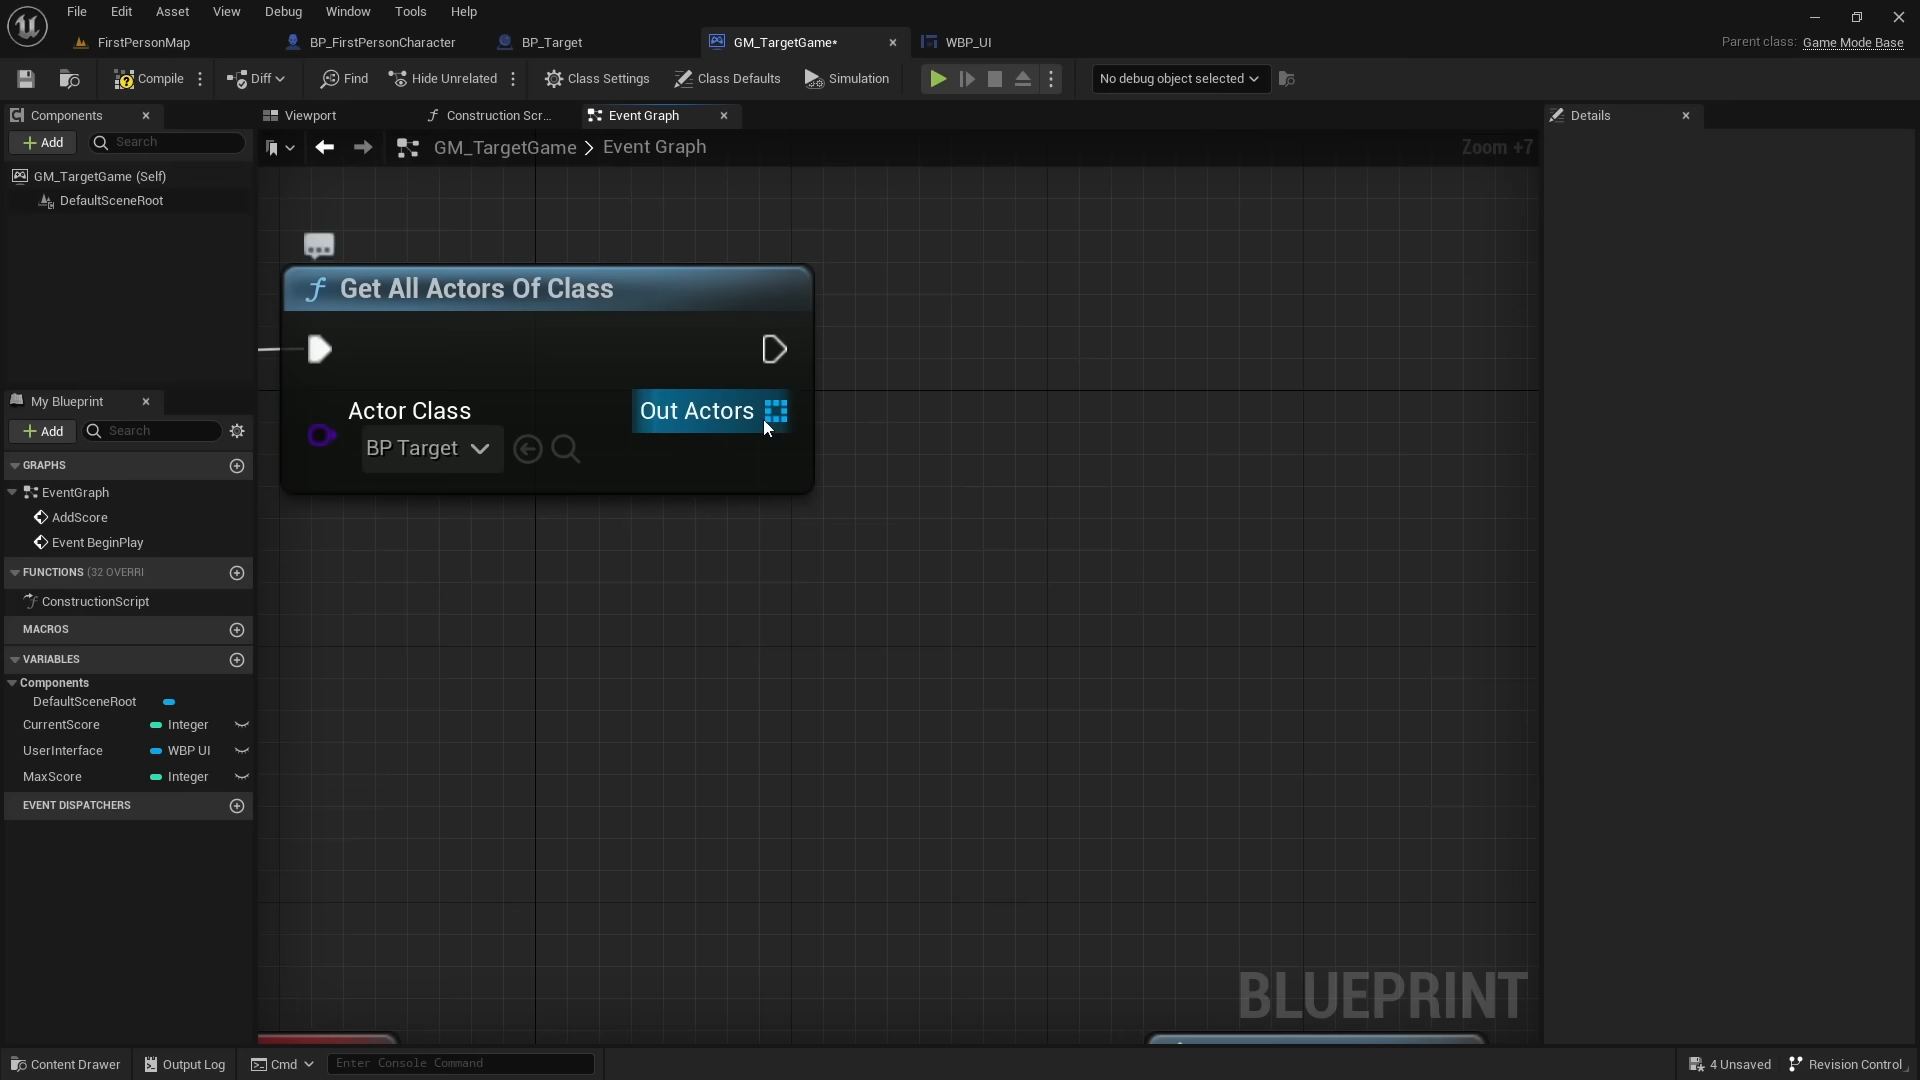 File Edit Asset View Debug Window Tools Help
FirstPersonMap BP_FirstPersonCharacter BP_Target GM_TargetGame* WBP_UI Parent class: Game Mode Base
Compile Diff Find Hide Unrelated Class Settings Class Defaults Simulation No debug object selected
Components Viewport Construction Scr... Event Graph Details
Add Search GM_TargetGame > Event Graph Zoom +7
GM_TargetGame (Self)
DefaultSceneRoot
Get All Actors Of Class
Actor Class Out Actors
BP Target
My Blueprint
Add Search
GRAPHS
EventGraph
AddScore
Event BeginPlay
FUNCTIONS (32 OVERRI
ConstructionScript
MACROS
VARIABLES
Components
DefaultSceneRoot
CurrentScore Integer
UserInterface WBP UI
MaxScore Integer
EVENT DISPATCHERS
BLUEPRINT
Content Drawer Output Log Cmd Enter Console Command 4 Unsaved Revision Control